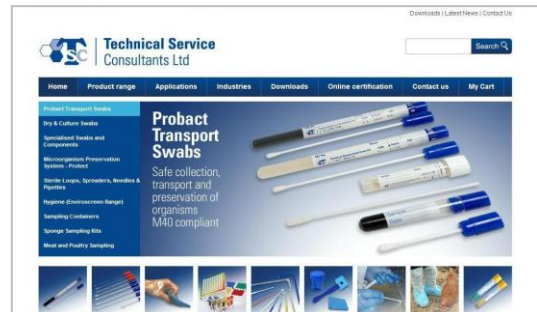 Downloads | Latest News | Contact Us
TSC
Technical Service
Consultants Ltd
Search
Home Product range Applications Industries Downloads Online certification Contact us My Cart
Probact Transport Swabs
Dry & Culture Swabs
Specialised Swabs and
Components
Microorganism Preservation
System - Protect
Sterile Loops, Spreaders, Needles &
Pipettes
Hygiene (Enviroscreen Range)
Sampling Containers
Sponge Sampling Kits
Meat and Poultry Sampling
Probact
Transport
Swabs
Safe collection,
transport and
preservation of
organisms
M40 compliant